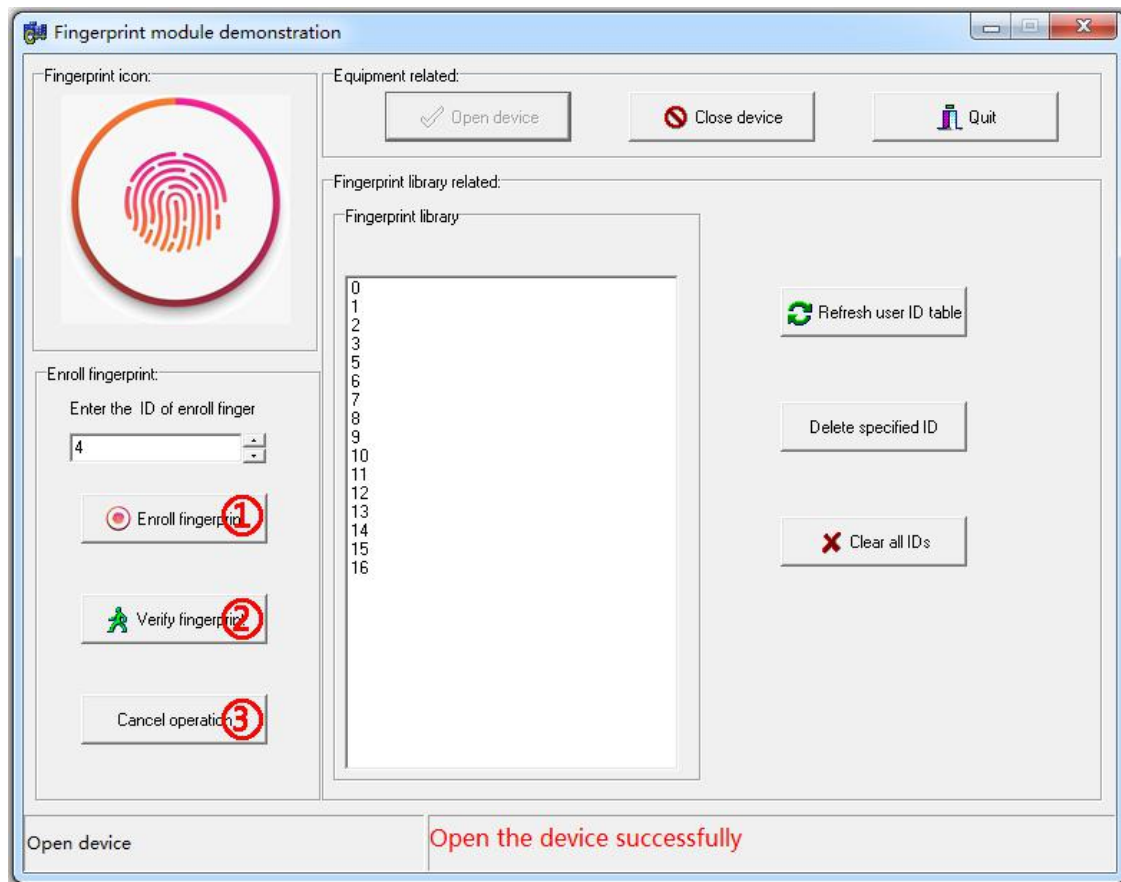 Fingerprint module demonstration
Fingerprint icon:
Equipment related:
Open device
Close device
Quit
Fingerprint library related:
Fingerprint library
0
1
2
3
5
6
7
8
9
10
11
12
13
14
15
16
Refresh user ID table
Delete specified ID
Clear all IDs
Enroll fingerprint:
Enter the ID of enroll finger
4
Enroll fingerprint ①
Verify fingerprint ②
Cancel operation ③
Open device
Open the device successfully